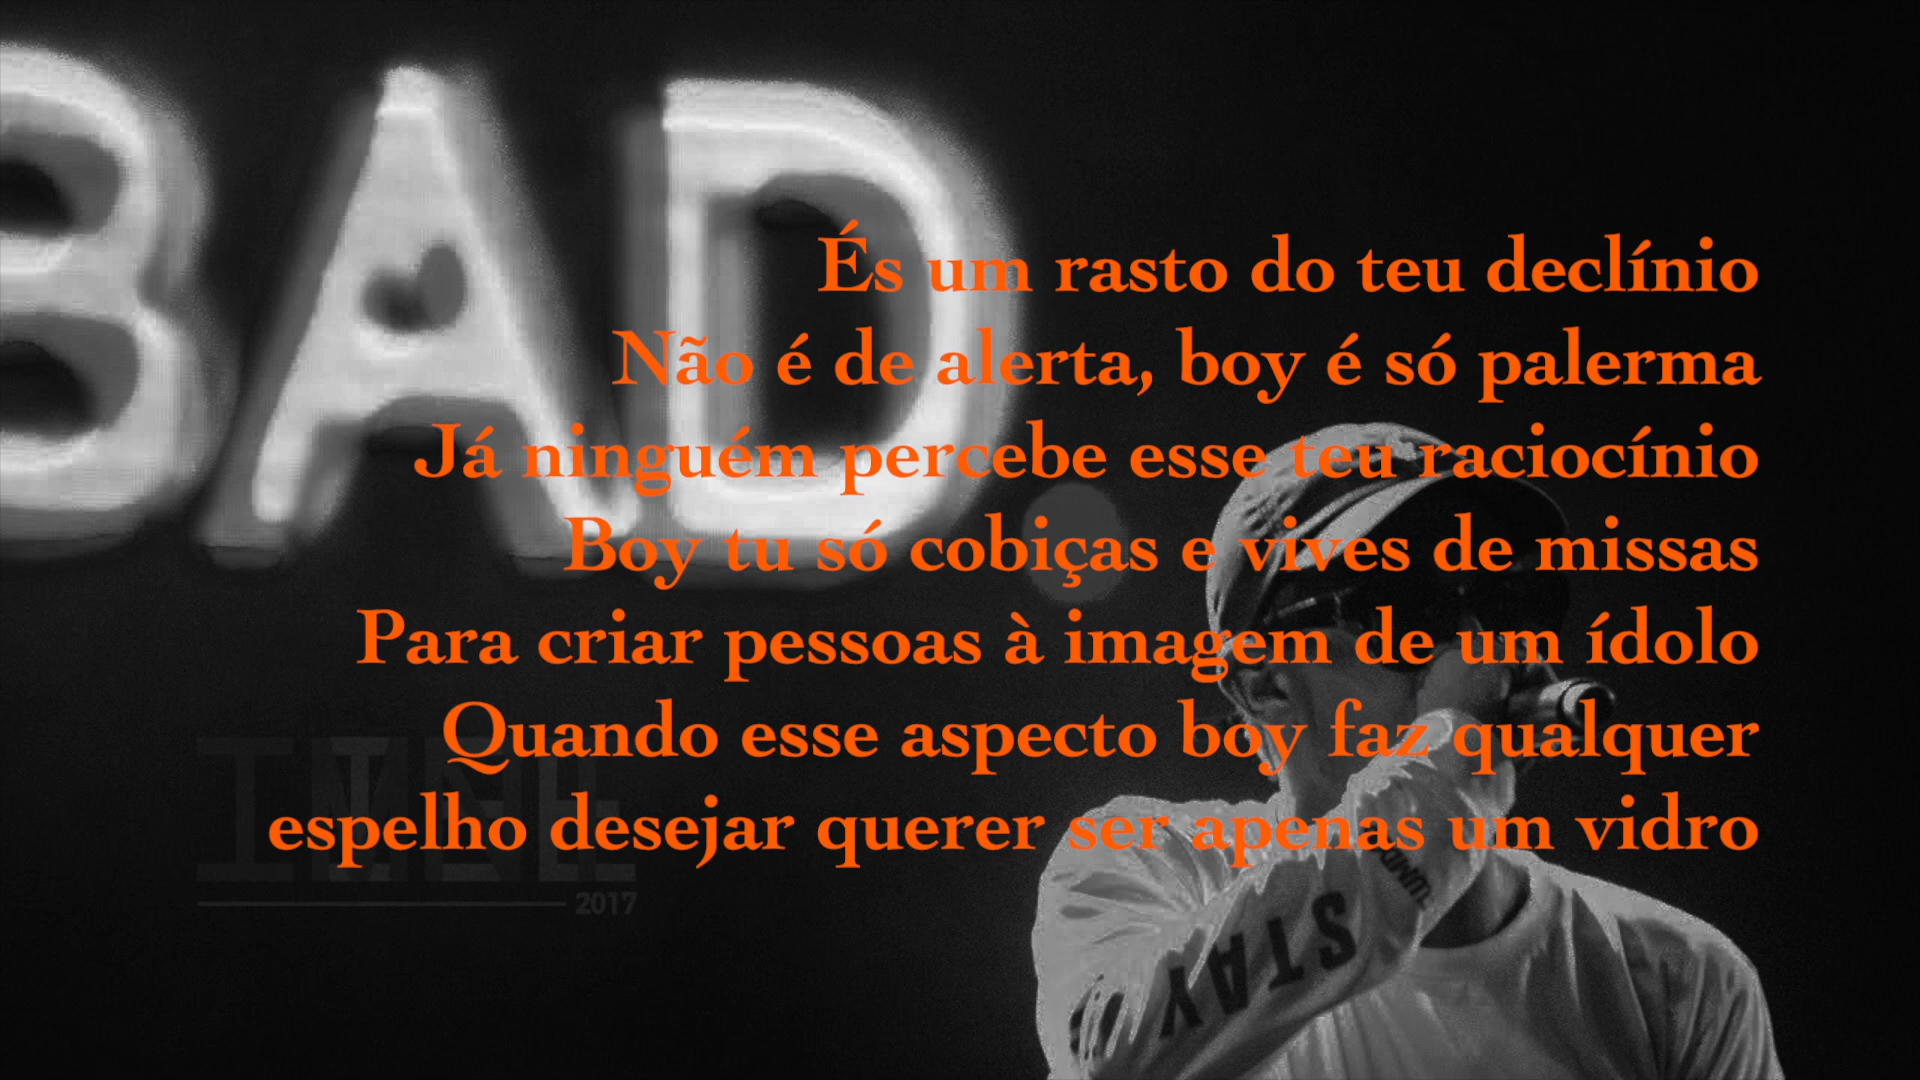 BAD.
És um rasto do teu declínio
Não é de alerta, boy é só palerma
Já ninguém percebe esse teu raciocínio
Boy tu só cobiças e vives de missas
Para criar pessoas à imagem de um ídolo
Quando esse aspecto boy faz qualquer
espelho desejar querer ser apenas um vidro
2017
STAY